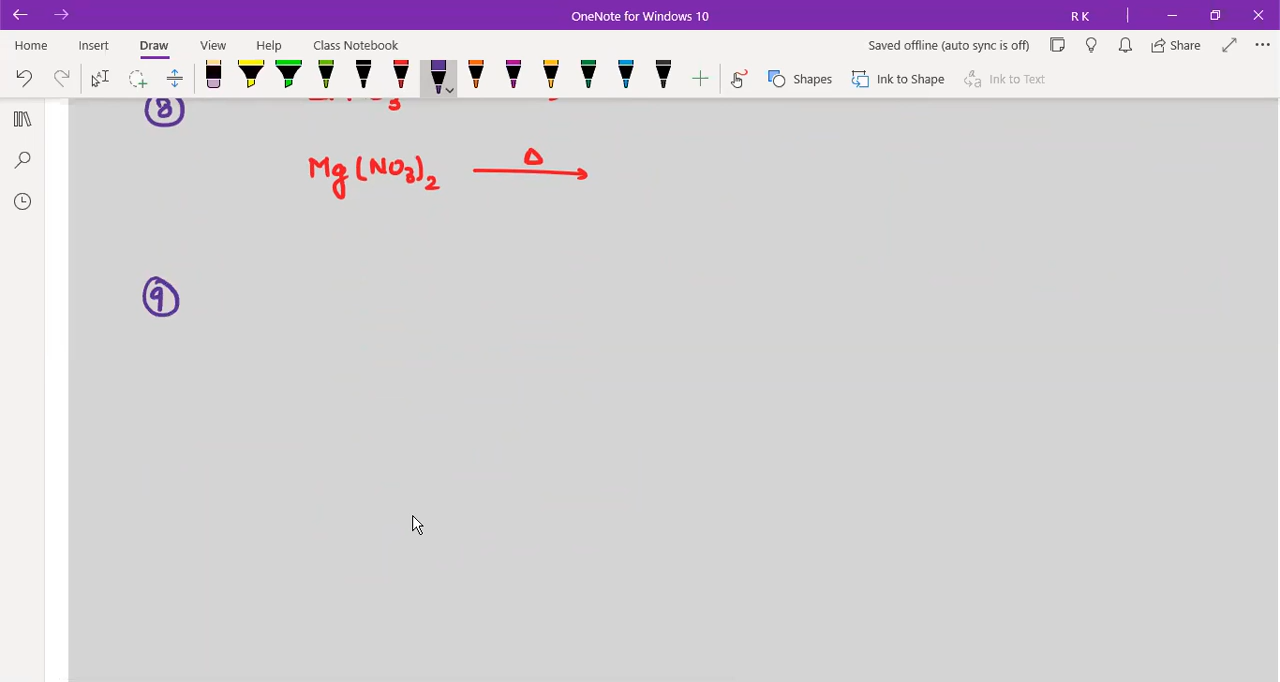 OneNote for Windows 10
R K
Home Insert Draw View Help Class Notebook
Saved offline (auto sync is off) Share
Shapes Ink to Shape Ink to Text
8
Mg(NO3)2 Δ
9